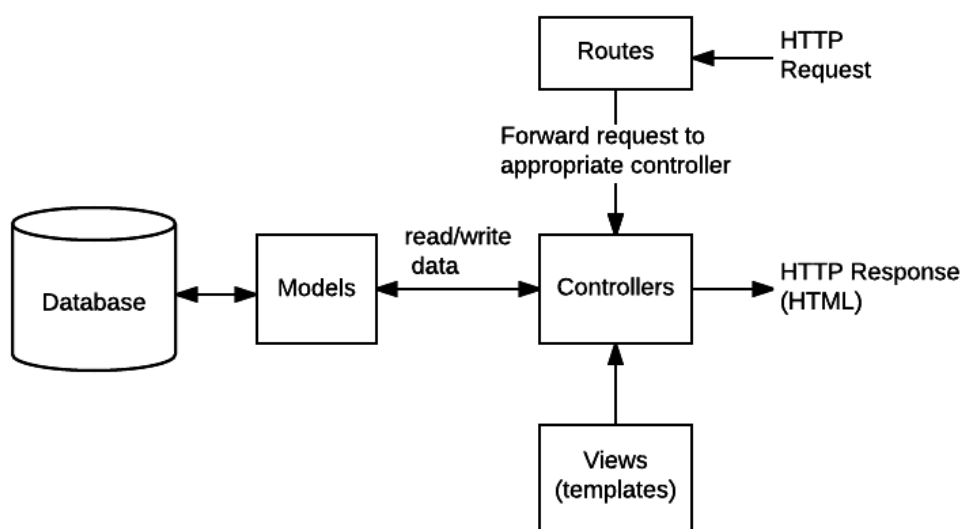 Routes
HTTP
Request
Forward request to
appropriate controller
read/write
data
Database
Models
Controllers
HTTP Response
(HTML)
Views
(templates)